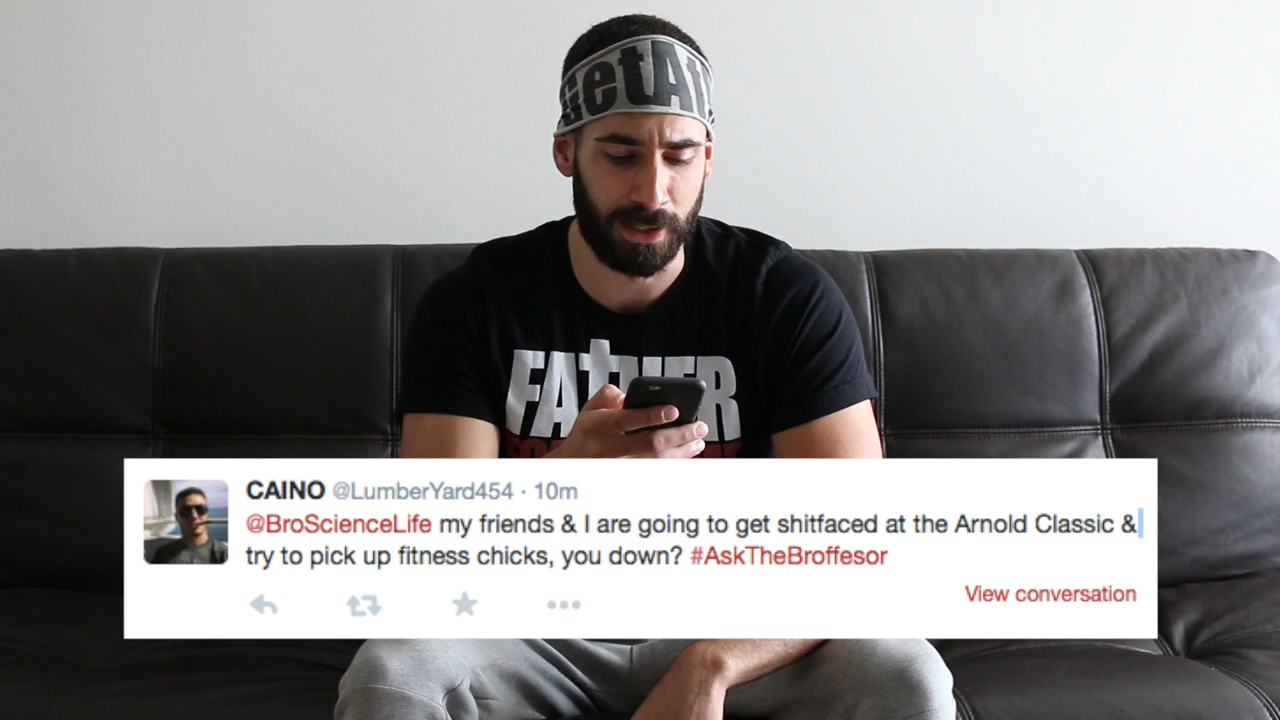 GetAt
FATHER
CAINO @LumberYard454 · 10m
@BroScienceLife my friends & I are going to get shitfaced at the Arnold Classic &
try to pick up fitness chicks, you down? #AskTheBroffesor
View conversation